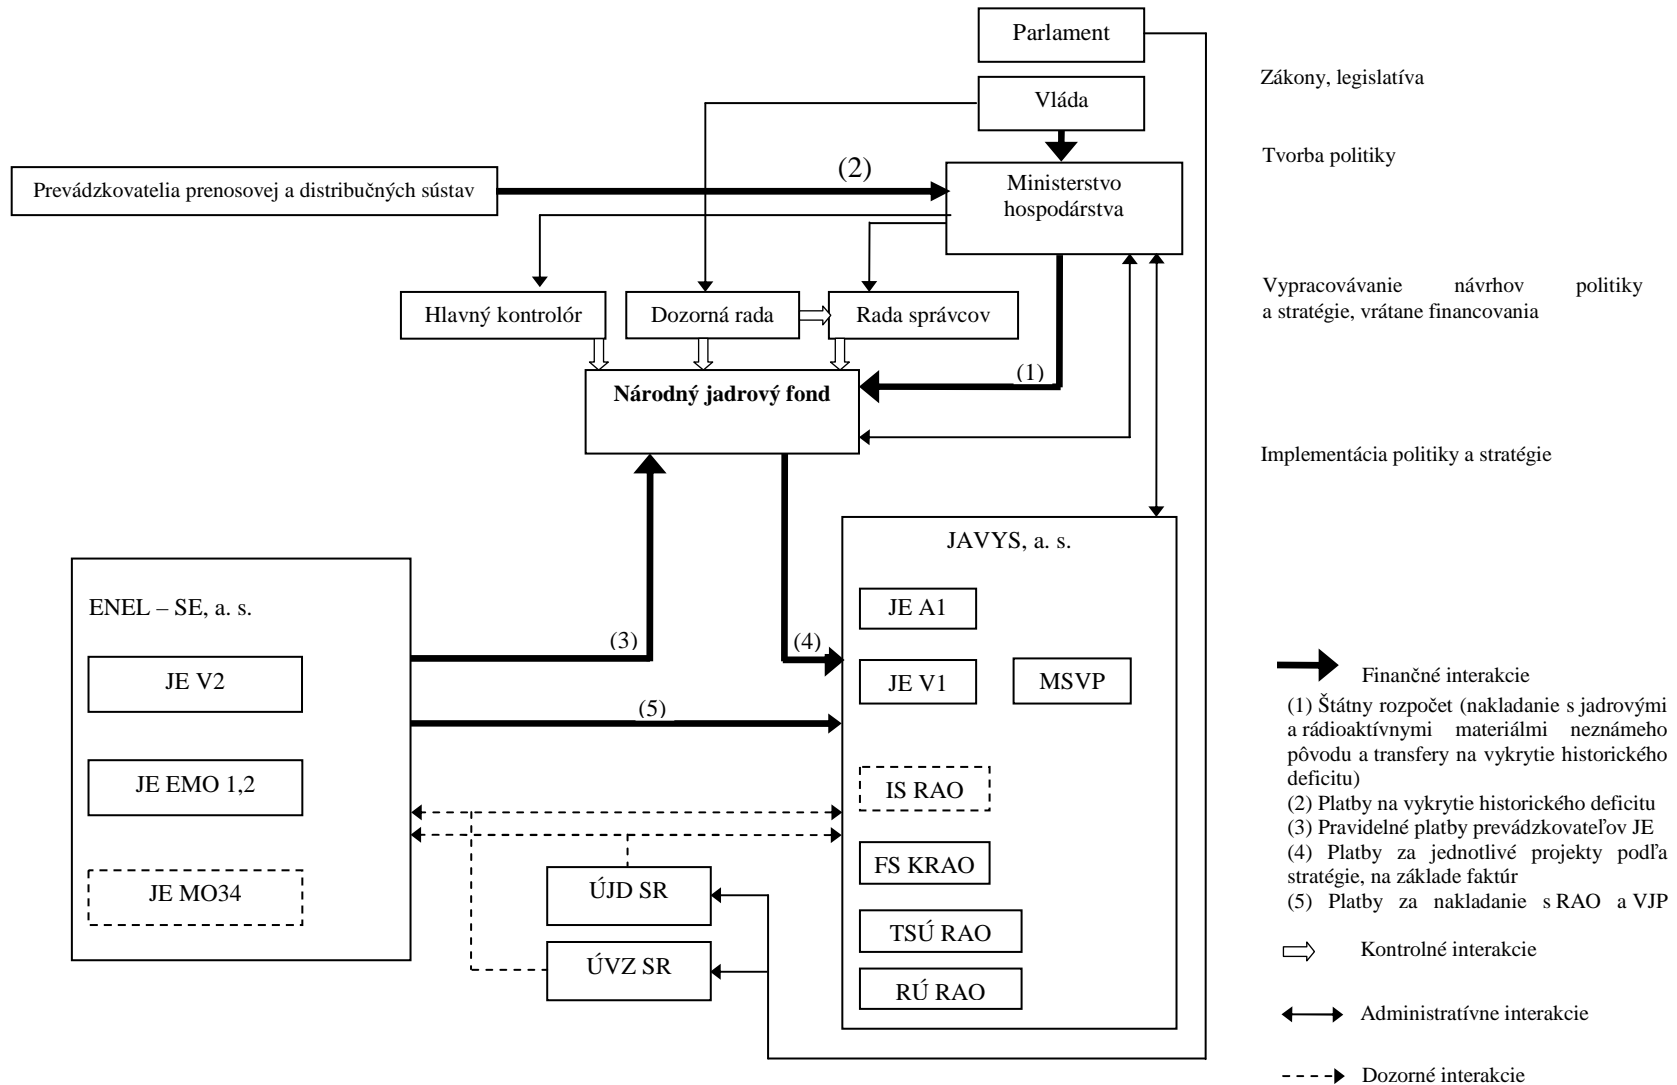 Parlament
Zákony, legislatíva
Vláda
Tvorba politiky
(2)
Prevádzkovatelia prenosovej a distribučných sústav
Ministerstvo
hospodárstva
Vypracovávanie návrhov politiky
a stratégie, vrátane financovania
Hlavný kontrolór
Dozorná rada
Rada správcov
(1)
Národný jadrový fond
Implementácia politiky a stratégie
JAVYS, a. s.
ENEL – SE, a. s.
JE A1
(3)
(4)
JE V2
JE V1
MSVP
(5)
JE EMO 1,2
IS RAO
JE MO34
FS KRAO
ÚJD SR
TSÚ RAO
ÚVZ SR
RÚ RAO
Finančné interakcie
(1) Štátny rozpočet (nakladanie s jadrovými
a rádioaktívnymi materiálmi neznámeho
pôvodu a transfery na vykrytie historického
deficitu)
(2) Platby na vykrytie historického deficitu
(3) Pravidelné platby prevádzkovateľov JE
(4) Platby za jednotlivé projekty podľa
stratégie, na základe faktúr
(5) Platby za nakladanie s RAO a VJP
Kontrolné interakcie
Administratívne interakcie
Dozorné interakcie